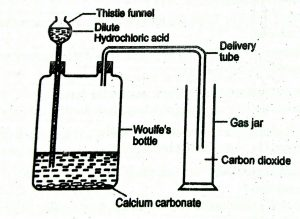 Thistle funnel
Dilute
Hydrochloric acid
Delivery
tube
Woulfe's
bottle
Gas jar
Carbon dioxide
Calcium carbonate